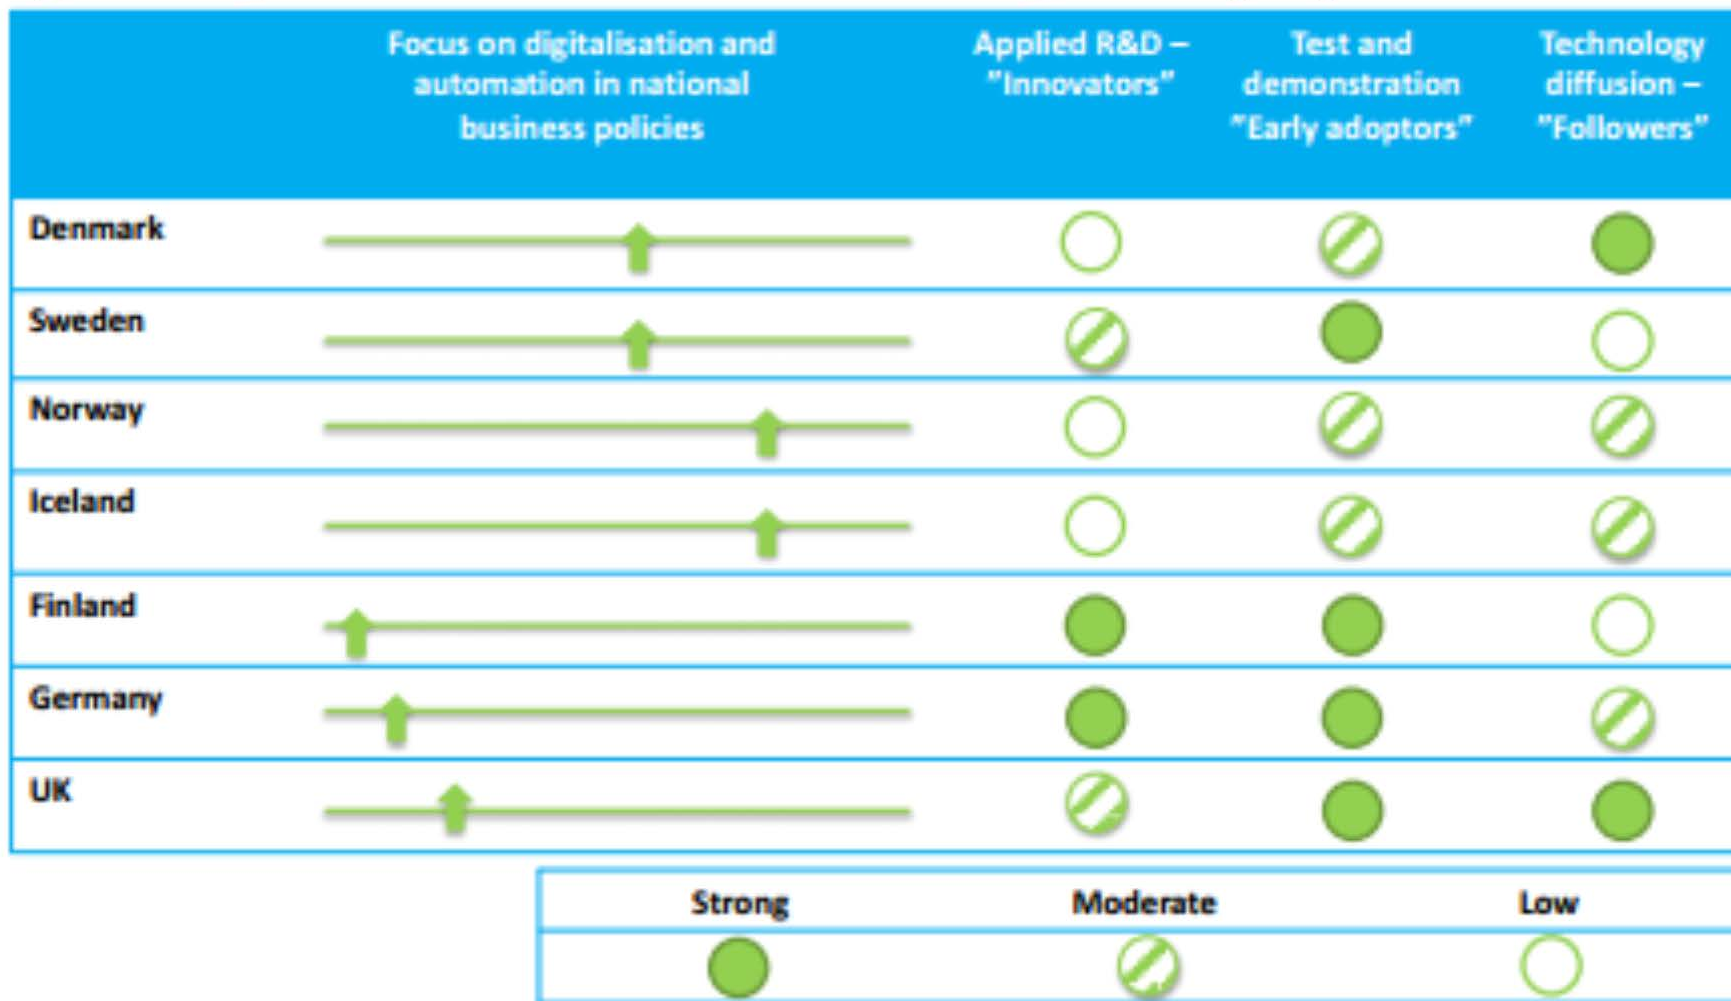 Focus on digitalisation and
automation in national
business policies
Applied R&D –
”Innovators”
Test and
demonstration
”Early adoptors”
Technology
diffusion –
”Followers”
Denmark
Sweden
Norway
Iceland
Finland
Germany
UK
Strong Moderate Low